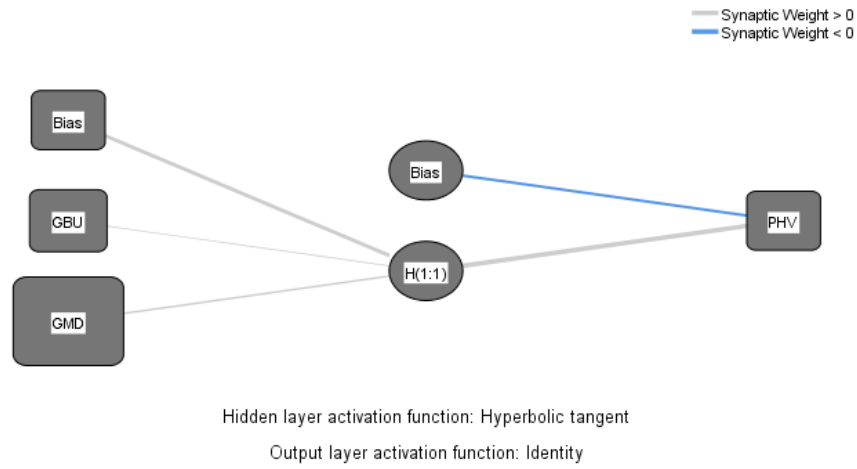 Synaptic Weight > 0
Synaptic Weight < 0
Bias
GBU
GMD
Bias
H(1:1)
PHV
Hidden layer activation function: Hyperbolic tangent
Output layer activation function: Identity